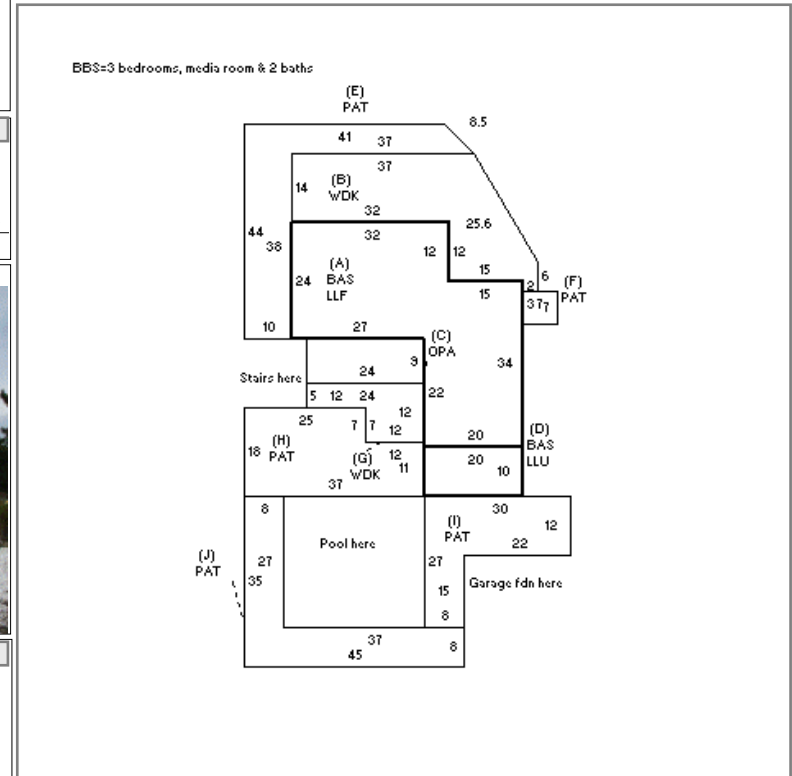 BBS=3 bedrooms, media room & 2 baths
(E)
PAT
8.5
41 37
37
14
(B)
WDK
32
32
44
38
25.6
12 12
(A)
BAS
LLF
24
15
15
6
2
(F)
PAT
3 7 7
10
27
(C)
OPA
9
34
24
Stairs here
5 12 24
22
12
25
7 7
12
20
(D)
BAS
LLU
20
10
18
(H)
PAT
(G)
WDK
12
11
37
8
30
12
(I)
PAT
22
Pool here
(J)
PAT
27
35
27
Garage fdn here
15
8
37
45
8